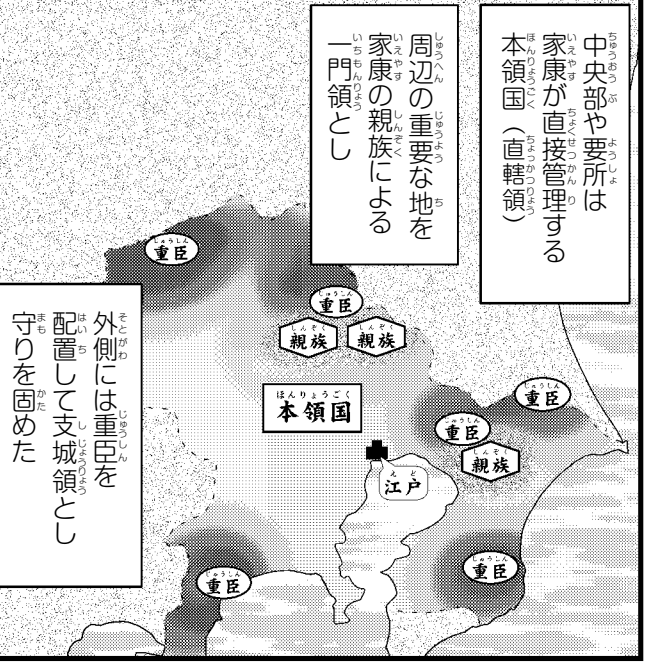 中央部や要所は
家康が直接管理する
本領国（直轄領）
周辺の重要な地を
家康の親族による
一門領とし
外側には重臣を
配置して支城領とし
守りを固めた
重臣
重臣
親族
親族
本領国
重臣
重臣
親族
江戸
重臣
重臣